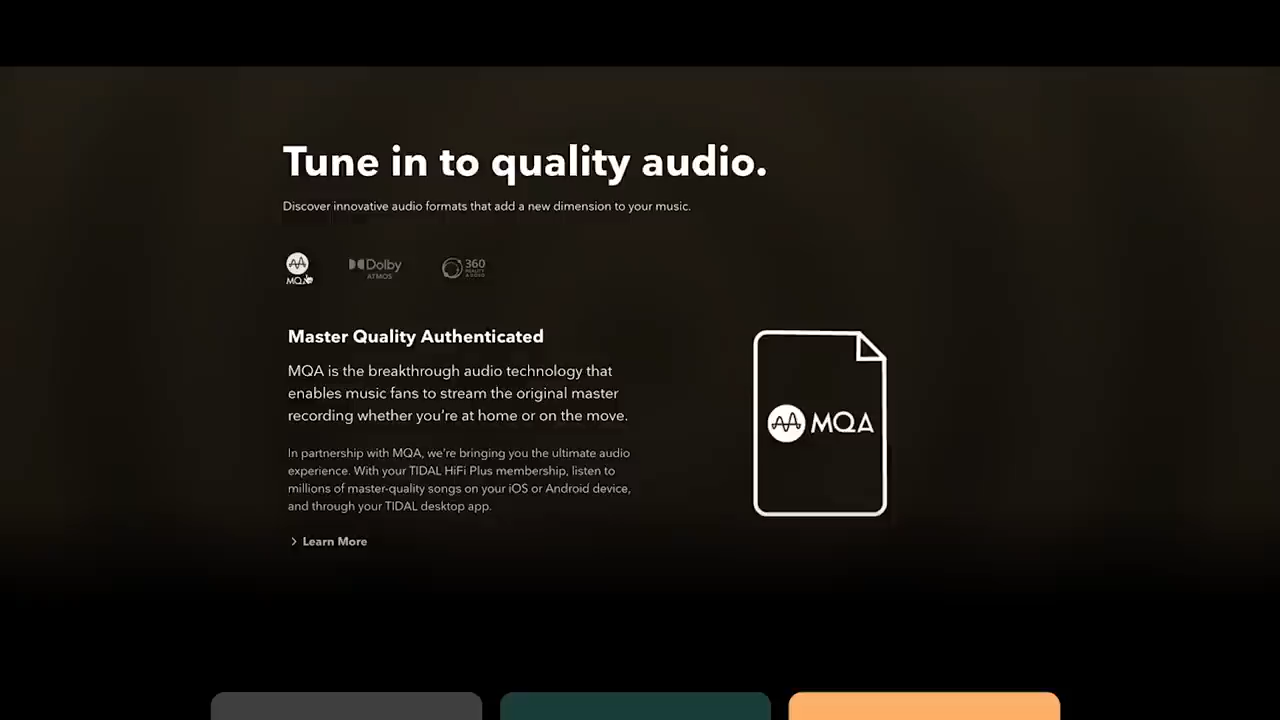 Tune in to quality audio.
Discover innovative audio formats that add a new dimension to your music.
MQA
Dolby
ATMOS
360
REALITY
AUDIO
Master Quality Authenticated
MQA is the breakthrough audio technology that
enables music fans to stream the original master
recording whether you're at home or on the move.
MQA
In partnership with MQA, we're bringing you the ultimate audio
experience. With your TIDAL HiFi Plus membership, listen to
millions of master-quality songs on your iOS or Android device,
and through your TIDAL desktop app.
Learn More